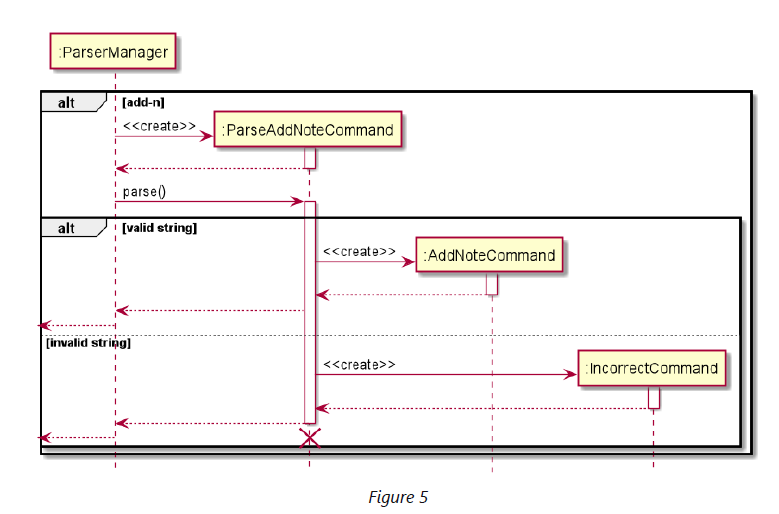 :ParserManager
alt [add-n]
<<create>> :ParseAddNoteCommand
parse()
alt [valid string]
<<create>> :AddNoteCommand
[invalid string]
<<create>> :IncorrectCommand
Figure 5